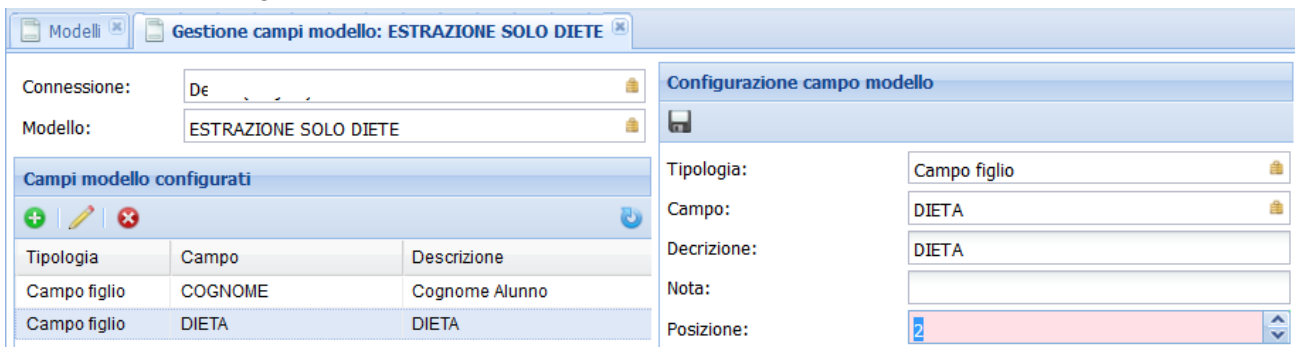 Modelli
Gestione campi modello: ESTRAZIONE SOLO DIETE
Connessione:
De
Modello:
ESTRAZIONE SOLO DIETE
Campi modello configurati
Tipologia Campo Descrizione
Campo figlio COGNOME Cognome Alunno
Campo figlio DIETA DIETA
Configurazione campo modello
Tipologia: Campo figlio
Campo: DIETA
Decrizione: DIETA
Nota:
Posizione: 2